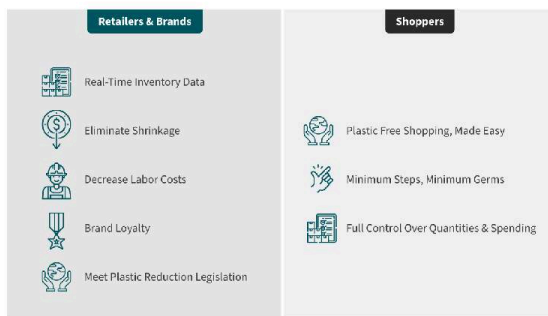 Retailers & Brands
Real-Time Inventory Data
Eliminate Shrinkage
Decrease Labor Costs
Brand Loyalty
Meet Plastic Reduction Legislation
Shoppers
Plastic Free Shopping, Made Easy
Minimum Steps, Minimum Germs
Full Control Over Quantities & Spending